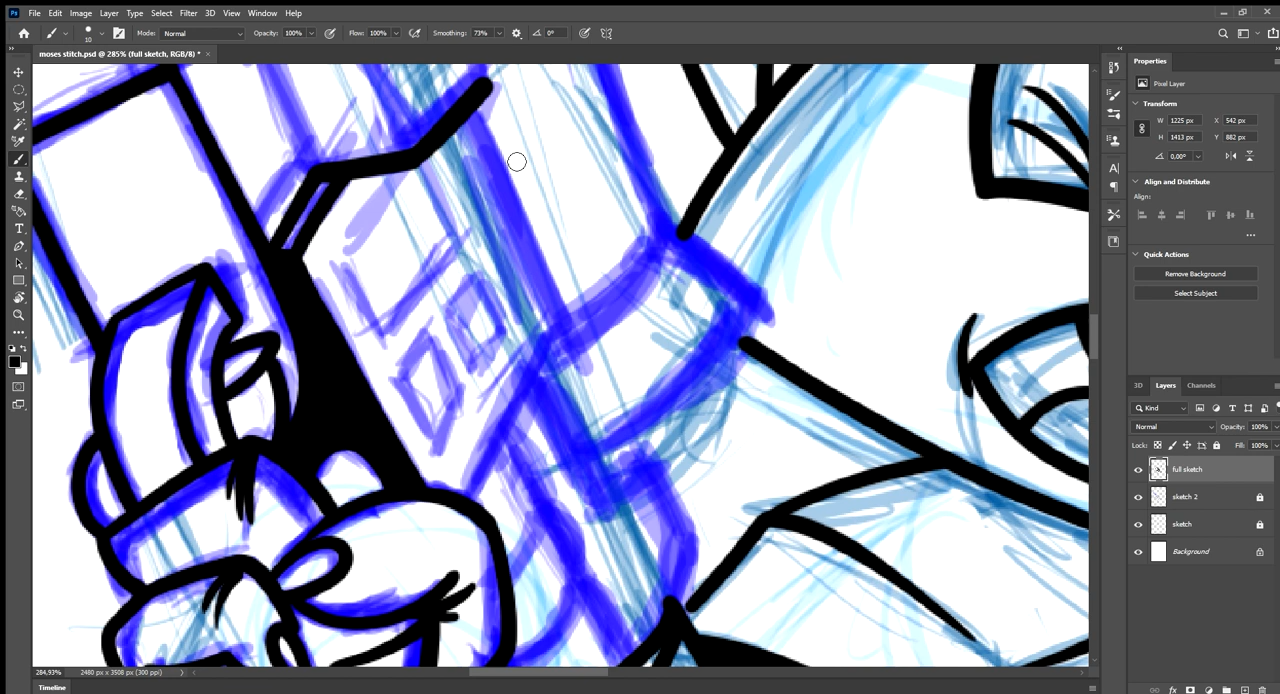 Ps File Edit Image Layer Type Select Filter 3D View Window Help
10 Mode: Normal Opacity: 100% Flow: 100% Smoothing: 73% 0°
moses stitch.psd @ 285% (full sketch, RGB/8) * ×
Properties
Pixel Layer
Transform
W 1225 px X 542 px
H 1413 px Y 882 px
0,00°
Align and Distribute
Align:
Quick Actions
Remove Background
Select Subject
3D Layers Channels
Kind
Normal Opacity: 100%
Lock: Fill: 100%
full sketch
sketch 2
sketch
Background
284,93% 2480 px x 3508 px (300 ppi)
Timeline
fx